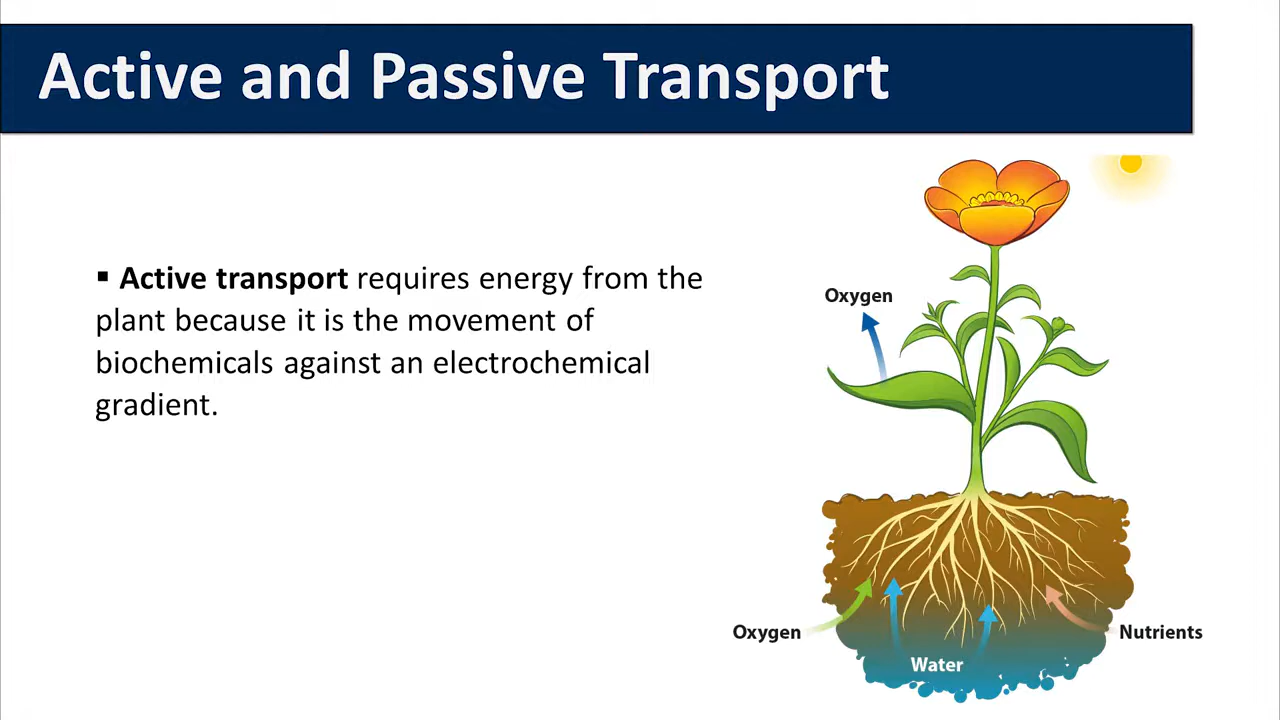 Active and Passive Transport
▪ Active transport requires energy from the
plant because it is the movement of
biochemicals against an electrochemical
gradient.
Oxygen
Oxygen
Nutrients
Water